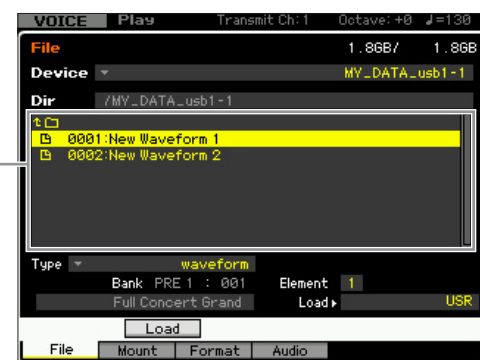 VOICE Play Transmit Ch:1 Octave:+0 ♩=130
File 1.8GB/ 1.8GB
Device MY_DATA_usb1-1
Dir /MY_DATA_usb1-1
0001:New Waveform 1
0002:New Waveform 2
Type waveform
Bank PRE 1 : 001 Element 1
Full Concert Grand Load USR
Load
File Mount Format Audio